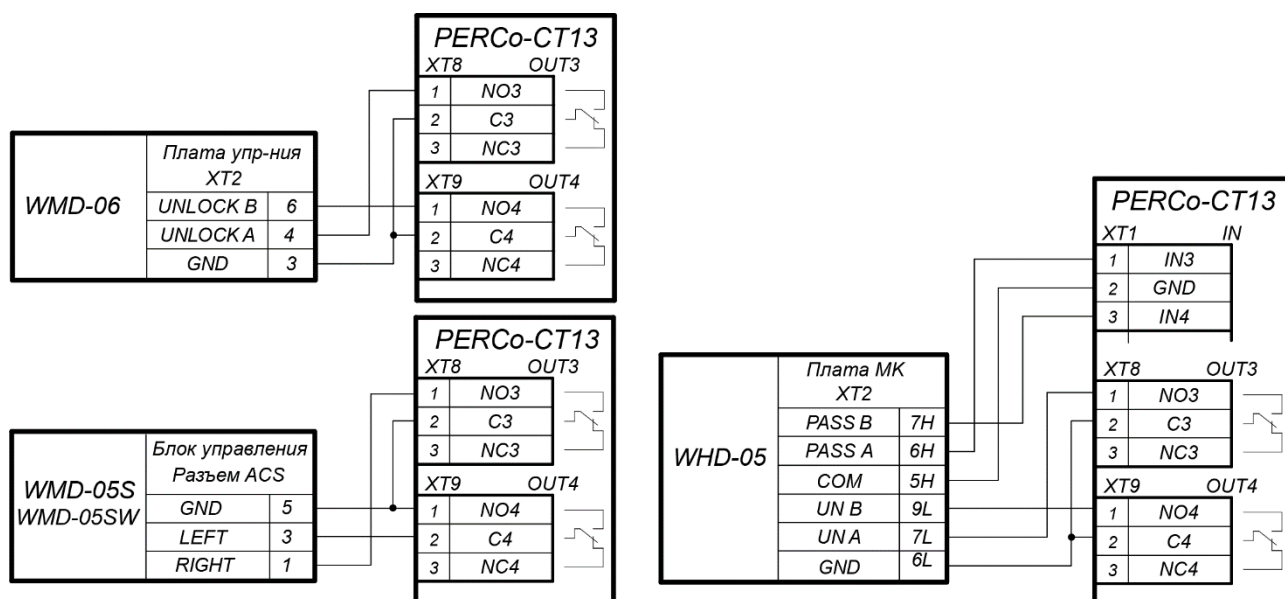 PERCo-CT13
XT8 OUT3
1 NO3
2 C3
3 NC3
XT9 OUT4
1 NO4
2 C4
3 NC4
WMD-06
Плата упр-ния
XT2
UNLOCK B 6
UNLOCK A 4
GND 3
PERCo-CT13
XT8 OUT3
1 NO3
2 C3
3 NC3
XT9 OUT4
1 NO4
2 C4
3 NC4
WMD-05S
WMD-05SW
Блок управления
Разъем ACS
GND 5
LEFT 3
RIGHT 1
PERCo-CT13
XT1 IN
1 IN3
2 GND
3 IN4
XT8 OUT3
1 NO3
2 C3
3 NC3
XT9 OUT4
1 NO4
2 C4
3 NC4
WHD-05
Плата МК
XT2
PASS B 7H
PASS A 6H
COM 5H
UN B 9L
UN A 7L
GND 6L